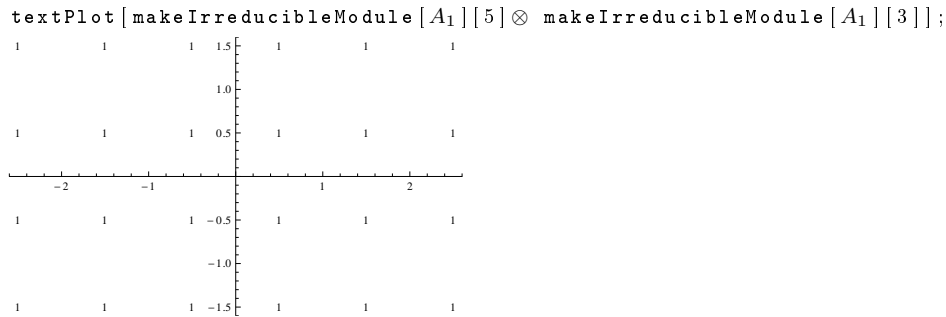 textPlot[makeIrreducibleModule[A₁][5]⊗ makeIrreducibleModule[A₁][3]];
1 1 1 1.5 1 1 1
1.0
1 1 1 0.5 1 1 1
−2 −1 1 2
1 1 1 −0.5 1 1 1
−1.0
1 1 1 −1.5 1 1 1